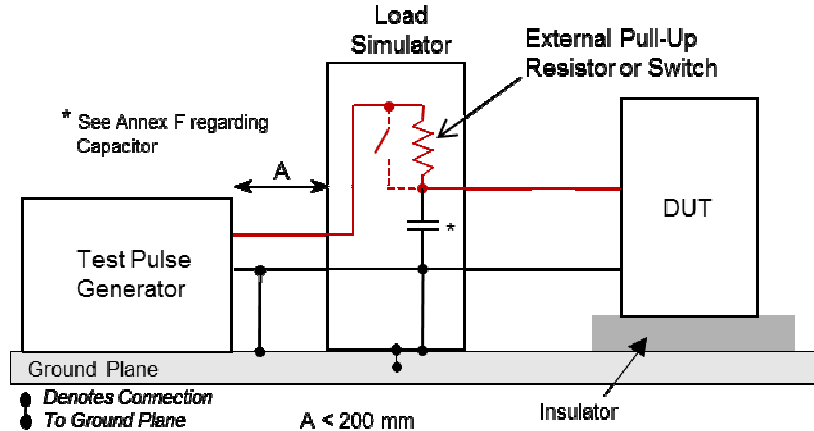 Load
Simulator
External Pull-Up
Resistor or Switch
* See Annex F regarding
Capacitor
A
DUT
*
Test Pulse
Generator
Ground Plane
Denotes Connection
To Ground Plane
A < 200 mm
Insulator